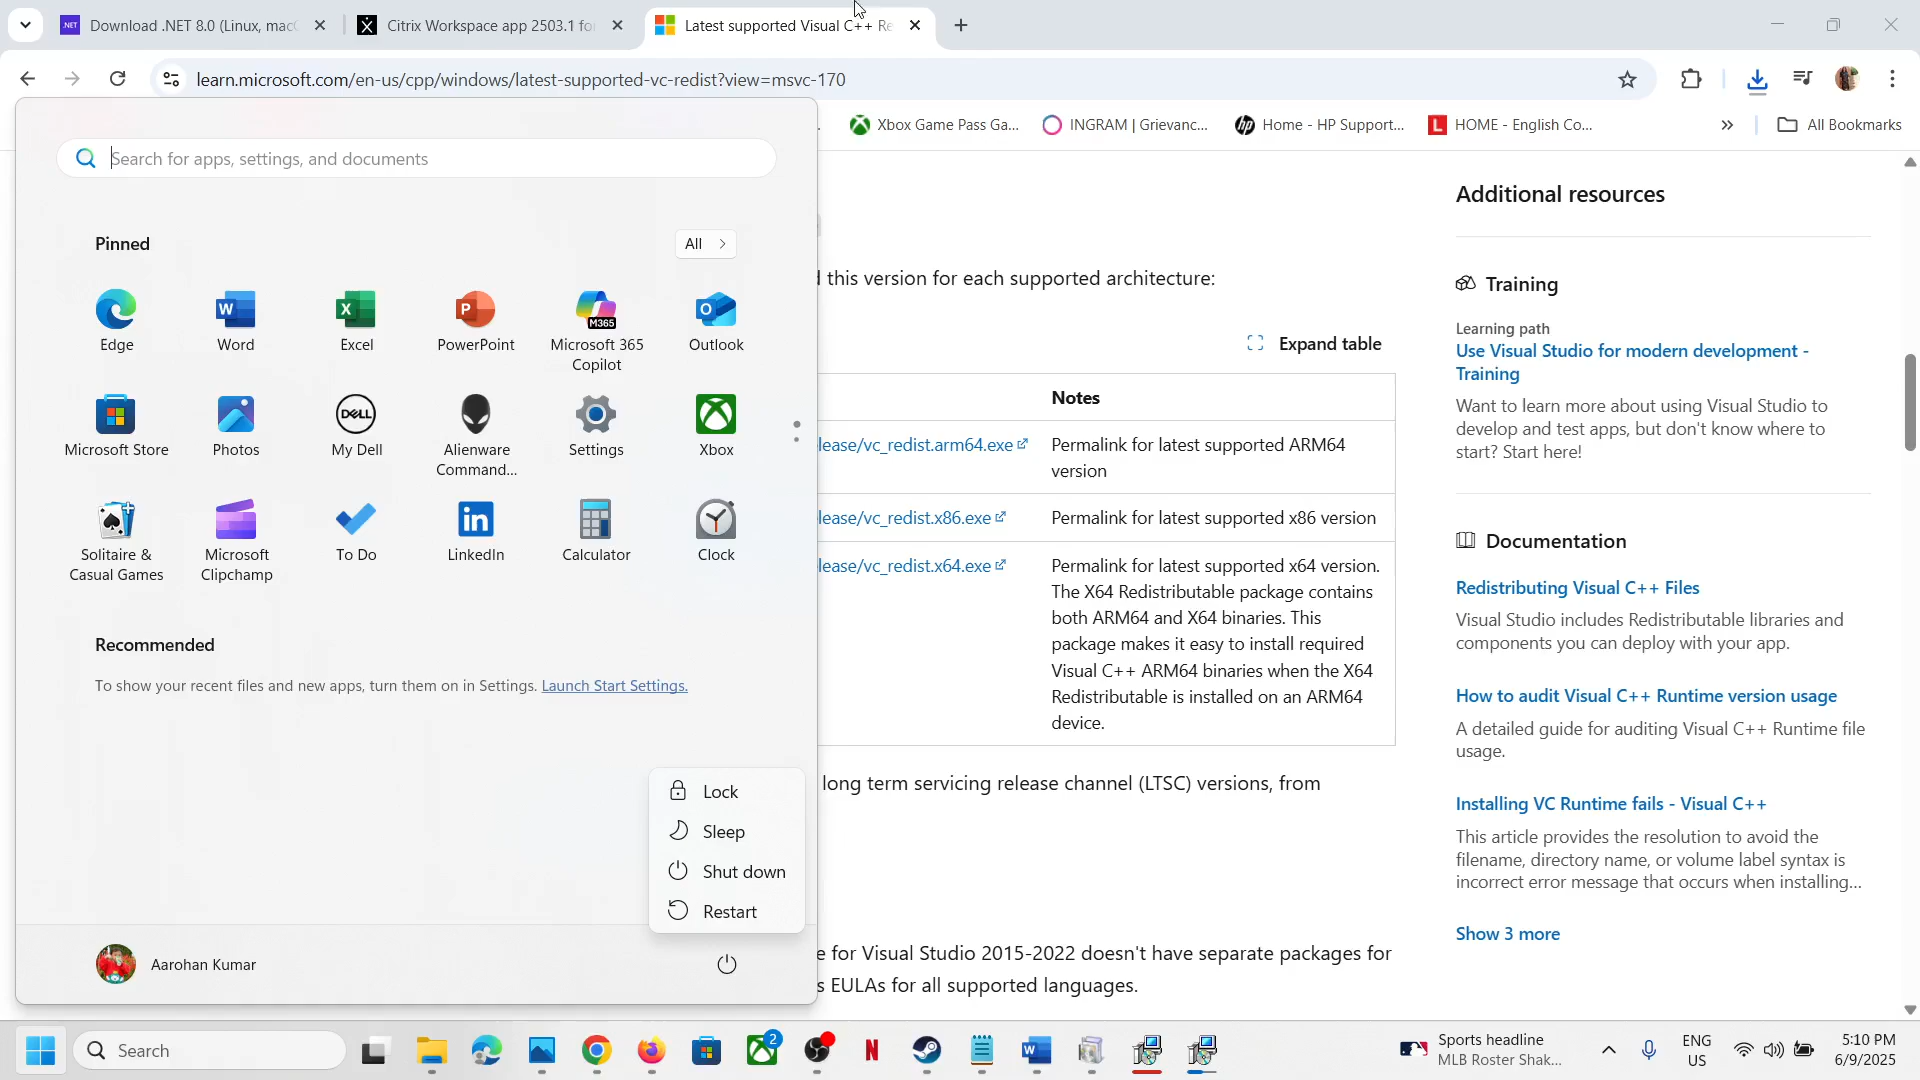 Download .NET 8.0 (Linux, mac
Citrix Workspace app 2503.1 fo
Latest supported Visual C++ Re
learn.microsoft.com/en-us/cpp/windows/latest-supported-vc-redist?view=msvc-170
Xbox Game Pass Ga...
INGRAM | Grievanc...
Home - HP Support...
HOME - English Co...
All Bookmarks
Search for apps, settings, and documents
Pinned
All
Edge
Word
Excel
PowerPoint
Microsoft 365
Copilot
Outlook
Microsoft Store
Photos
My Dell
Alienware
Command...
Settings
Xbox
Solitaire &
Casual Games
Microsoft
Clipchamp
To Do
LinkedIn
Calculator
Clock
Recommended
To show your recent files and new apps, turn them on in Settings. Launch Start Settings.
Lock
Sleep
Shut down
Restart
Aarohan Kumar
this version for each supported architecture:
Expand table
Notes
lease/vc_redist.arm64.exe
Permalink for latest supported ARM64
version
lease/vc_redist.x86.exe
Permalink for latest supported x86 version
lease/vc_redist.x64.exe
Permalink for latest supported x64 version.
The X64 Redistributable package contains
both ARM64 and X64 binaries. This
package makes it easy to install required
Visual C++ ARM64 binaries when the X64
Redistributable is installed on an ARM64
device.
long term servicing release channel (LTSC) versions, from
e for Visual Studio 2015-2022 doesn't have separate packages for
s EULAs for all supported languages.
Additional resources
Training
Learning path
Use Visual Studio for modern development -
Training
Want to learn more about using Visual Studio to
develop and test apps, but don't know where to
start? Start here!
Documentation
Redistributing Visual C++ Files
Visual Studio includes Redistributable libraries and
components you can deploy with your app.
How to audit Visual C++ Runtime version usage
A detailed guide for auditing Visual C++ Runtime file
usage.
Installing VC Runtime fails - Visual C++
This article provides the resolution to avoid the
filename, directory name, or volume label syntax is
incorrect error message that occurs when installing...
Show 3 more
Search
2
Sports headline
MLB Roster Shak...
ENG
US
5:10 PM
6/9/2025